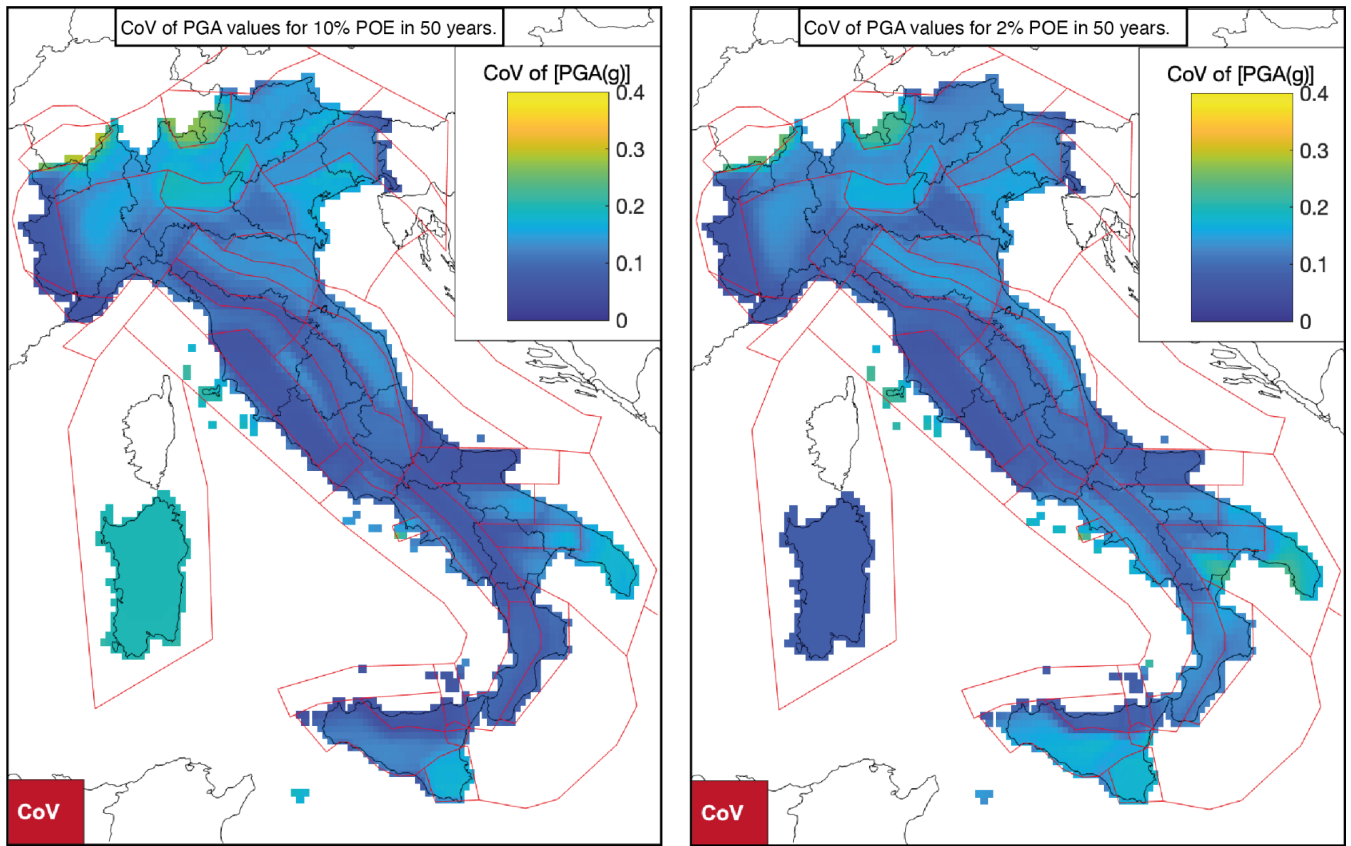 CoV of PGA values for 10% POE in 50 years.
CoV of [PGA(g)]
0.4
0.3
0.2
0.1
0
CoV
CoV of PGA values for 2% POE in 50 years.
CoV of [PGA(g)]
0.4
0.3
0.2
0.1
0
CoV